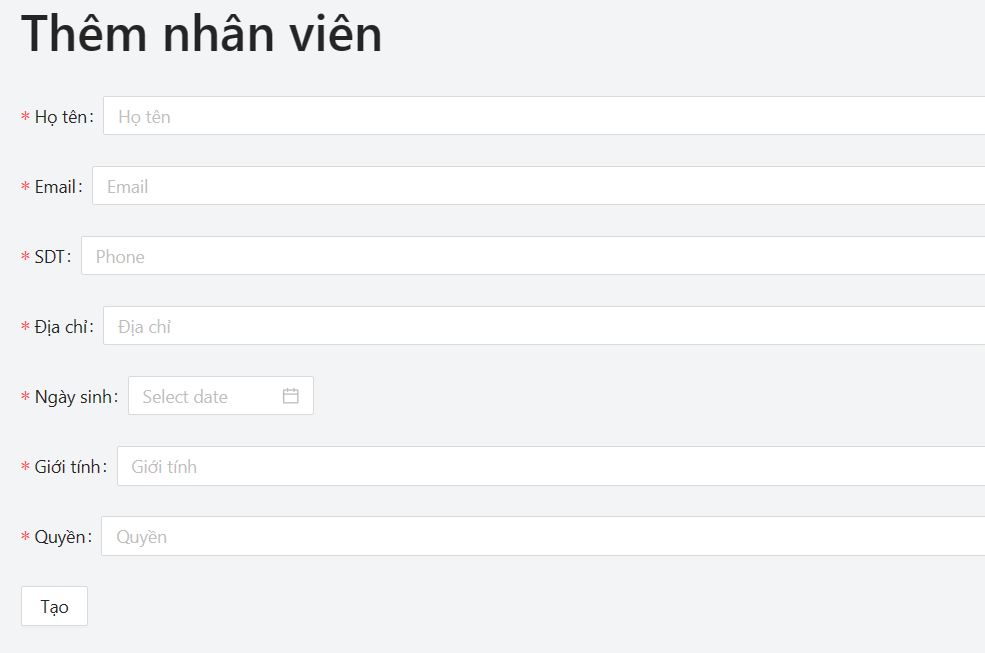 Thêm nhân viên
* Họ tên: Họ tên
* Email: Email
* SDT: Phone
* Địa chỉ: Địa chỉ
* Ngày sinh: Select date
* Giới tính: Giới tính
* Quyền: Quyền
Tạo